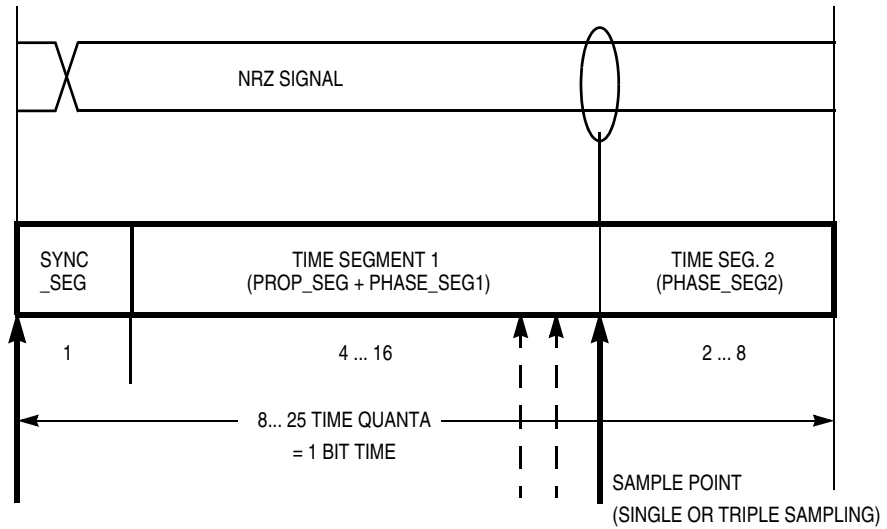 NRZ SIGNAL
SYNC
_SEG
TIME SEGMENT 1
(PROP_SEG + PHASE_SEG1)
TIME SEG. 2
(PHASE_SEG2)
1
4 ... 16
2 ... 8
8... 25 TIME QUANTA
= 1 BIT TIME
SAMPLE POINT
(SINGLE OR TRIPLE SAMPLING)